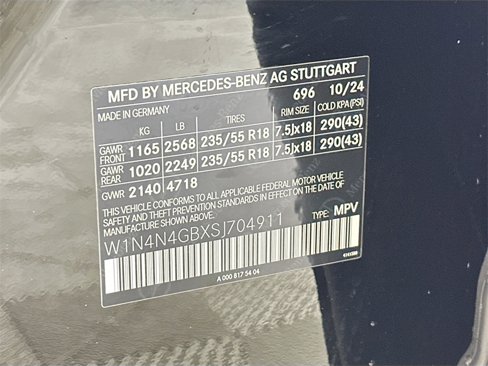 MFD BY MERCEDES-BENZ AG STUTTGART
MADE IN GERMANY 696 10/24
KG LB TIRES RIM SIZE COLD KPA(PSI)
GAWR FRONT 1165 2568 235/55 R18 7.5Jx18 290(43)
GAWR REAR 1020 2249 235/55 R18 7.5Jx18 290(43)
GVWR 2140 4718
THIS VEHICLE CONFORMS TO ALL APPLICABLE FEDERAL MOTOR VEHICLE
SAFETY AND THEFT PREVENTION STANDARDS IN EFFECT ON THE DATE OF
MANUFACTURE SHOWN ABOVE.
W1N4N4GBXSJ704911 TYPE: MPV
A 000 817 54 04